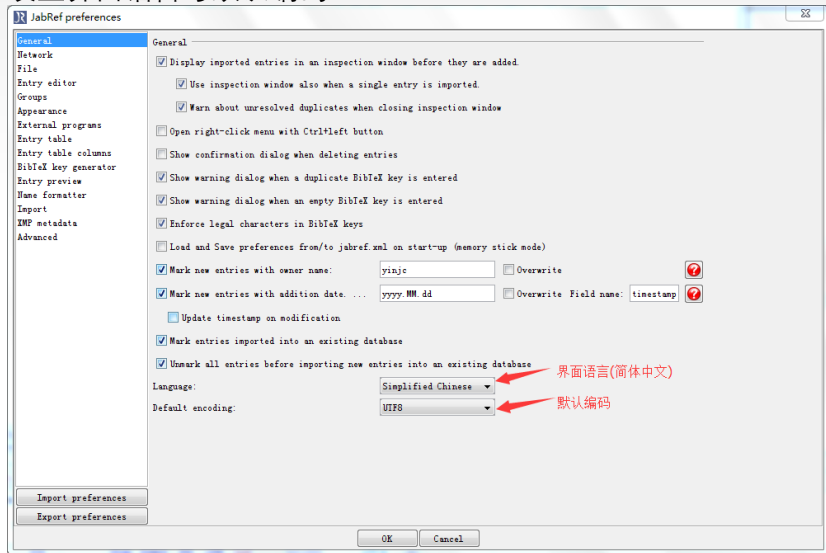 JabRef preferences
General
Network
File
Entry editor
Groups
Appearance
External programs
Entry table
Entry table columns
BibTeX key generator
Entry preview
Name formatter
Import
XMP metadata
Advanced
Import preferences
Export preferences
General
Display imported entries in an inspection window before they are added.
Use inspection window also when a single entry is imported.
Warn about unresolved duplicates when closing inspection window
Open right-click menu with Ctrl+left button
Show confirmation dialog when deleting entries
Show warning dialog when a duplicate BibTeX key is entered
Show warning dialog when an empty BibTeX key is entered
Enforce legal characters in BibTeX keys
Load and Save preferences from/to jabref.xml on start-up (memory stick mode)
Mark new entries with owner name: yinjc Overwrite
Mark new entries with addition date. ... yyyy.MM.dd Overwrite Field name: timestamp
Update timestamp on modification
Mark entries imported into an existing database
Unmark all entries before importing new entries into an existing database
Language: Simplified Chinese 界面语言(简体中文)
Default encoding: UTF8 默认编码
OK Cancel